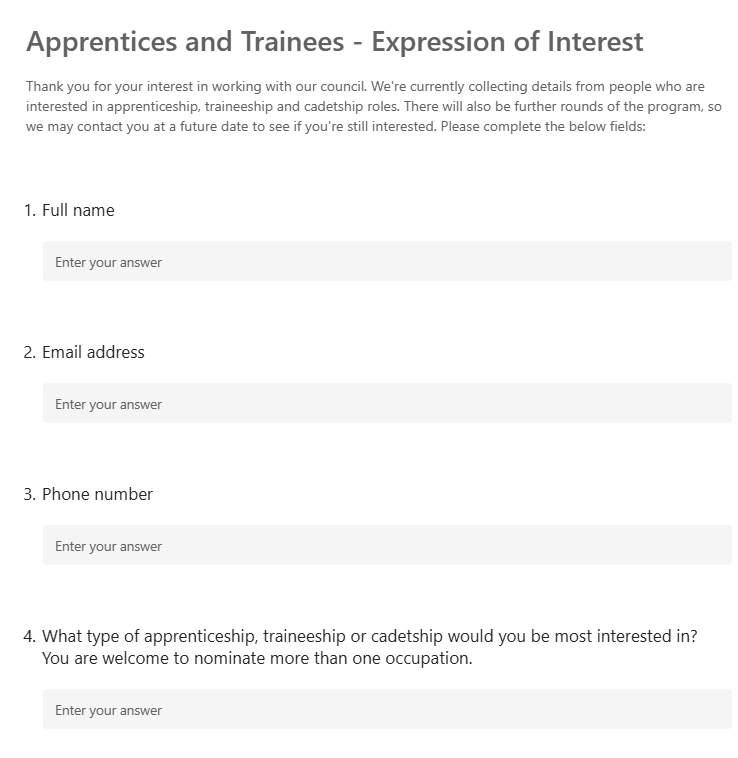 Apprentices and Trainees - Expression of Interest
Thank you for your interest in working with our council. We're currently collecting details from people who are
interested in apprenticeship, traineeship and cadetship roles. There will also be further rounds of the program, so
we may contact you at a future date to see if you're still interested. Please complete the below fields:
1. Full name
Enter your answer
2. Email address
Enter your answer
3. Phone number
Enter your answer
4. What type of apprenticeship, traineeship or cadetship would you be most interested in?
You are welcome to nominate more than one occupation.
Enter your answer